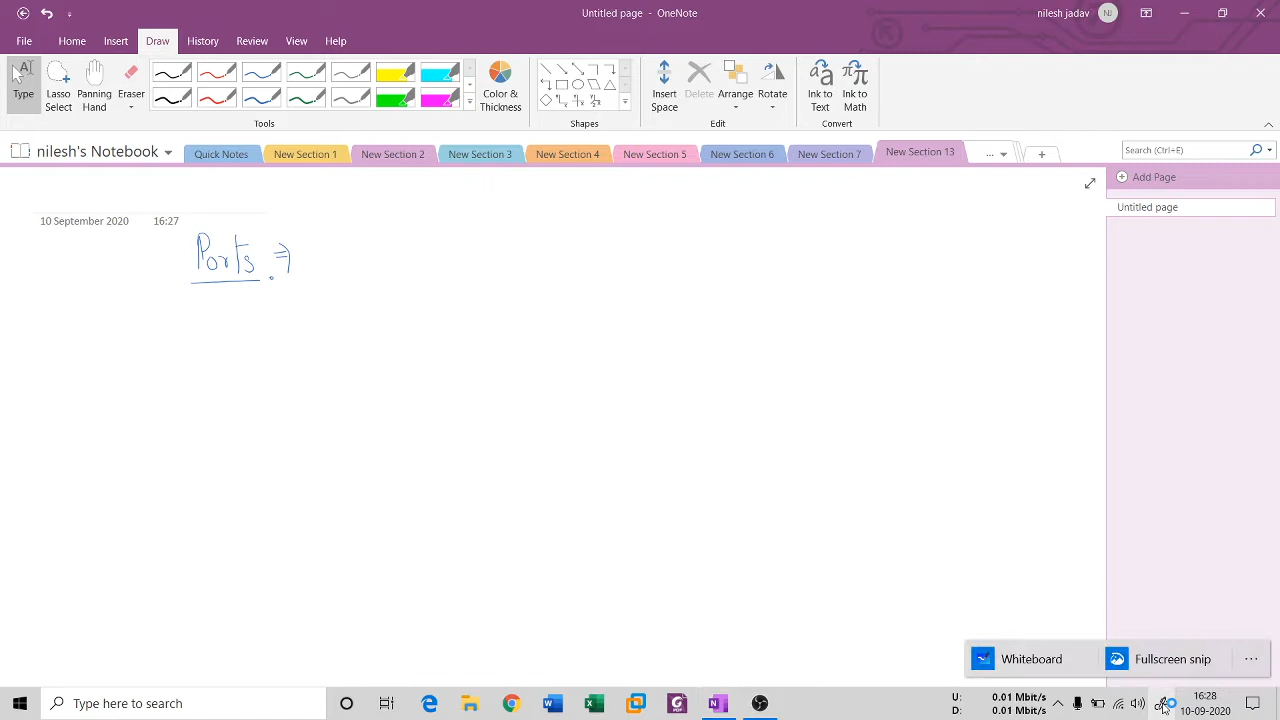 Untitled page - OneNote
nilesh jadav NJ
File Home Insert Draw History Review View Help
Type
Lasso Select
Panning Hand
Eraser
Color & Thickness
Insert Space
Delete
Arrange
Rotate
Ink to Text
Ink to Math
Tools Shapes Edit Convert
nilesh's Notebook Quick Notes New Section 1 New Section 2 New Section 3 New Section 4 New Section 5 New Section 6 New Section 7 New Section 13 ... + Search (Ctrl+E)
Add Page
Untitled page
10 September 2020 16:27
Ports ⇒
Whiteboard Fullscreen snip ...
Type here to search
U: 0.01 Mbit/s
D: 0.01 Mbit/s
16:28
10-09-2020